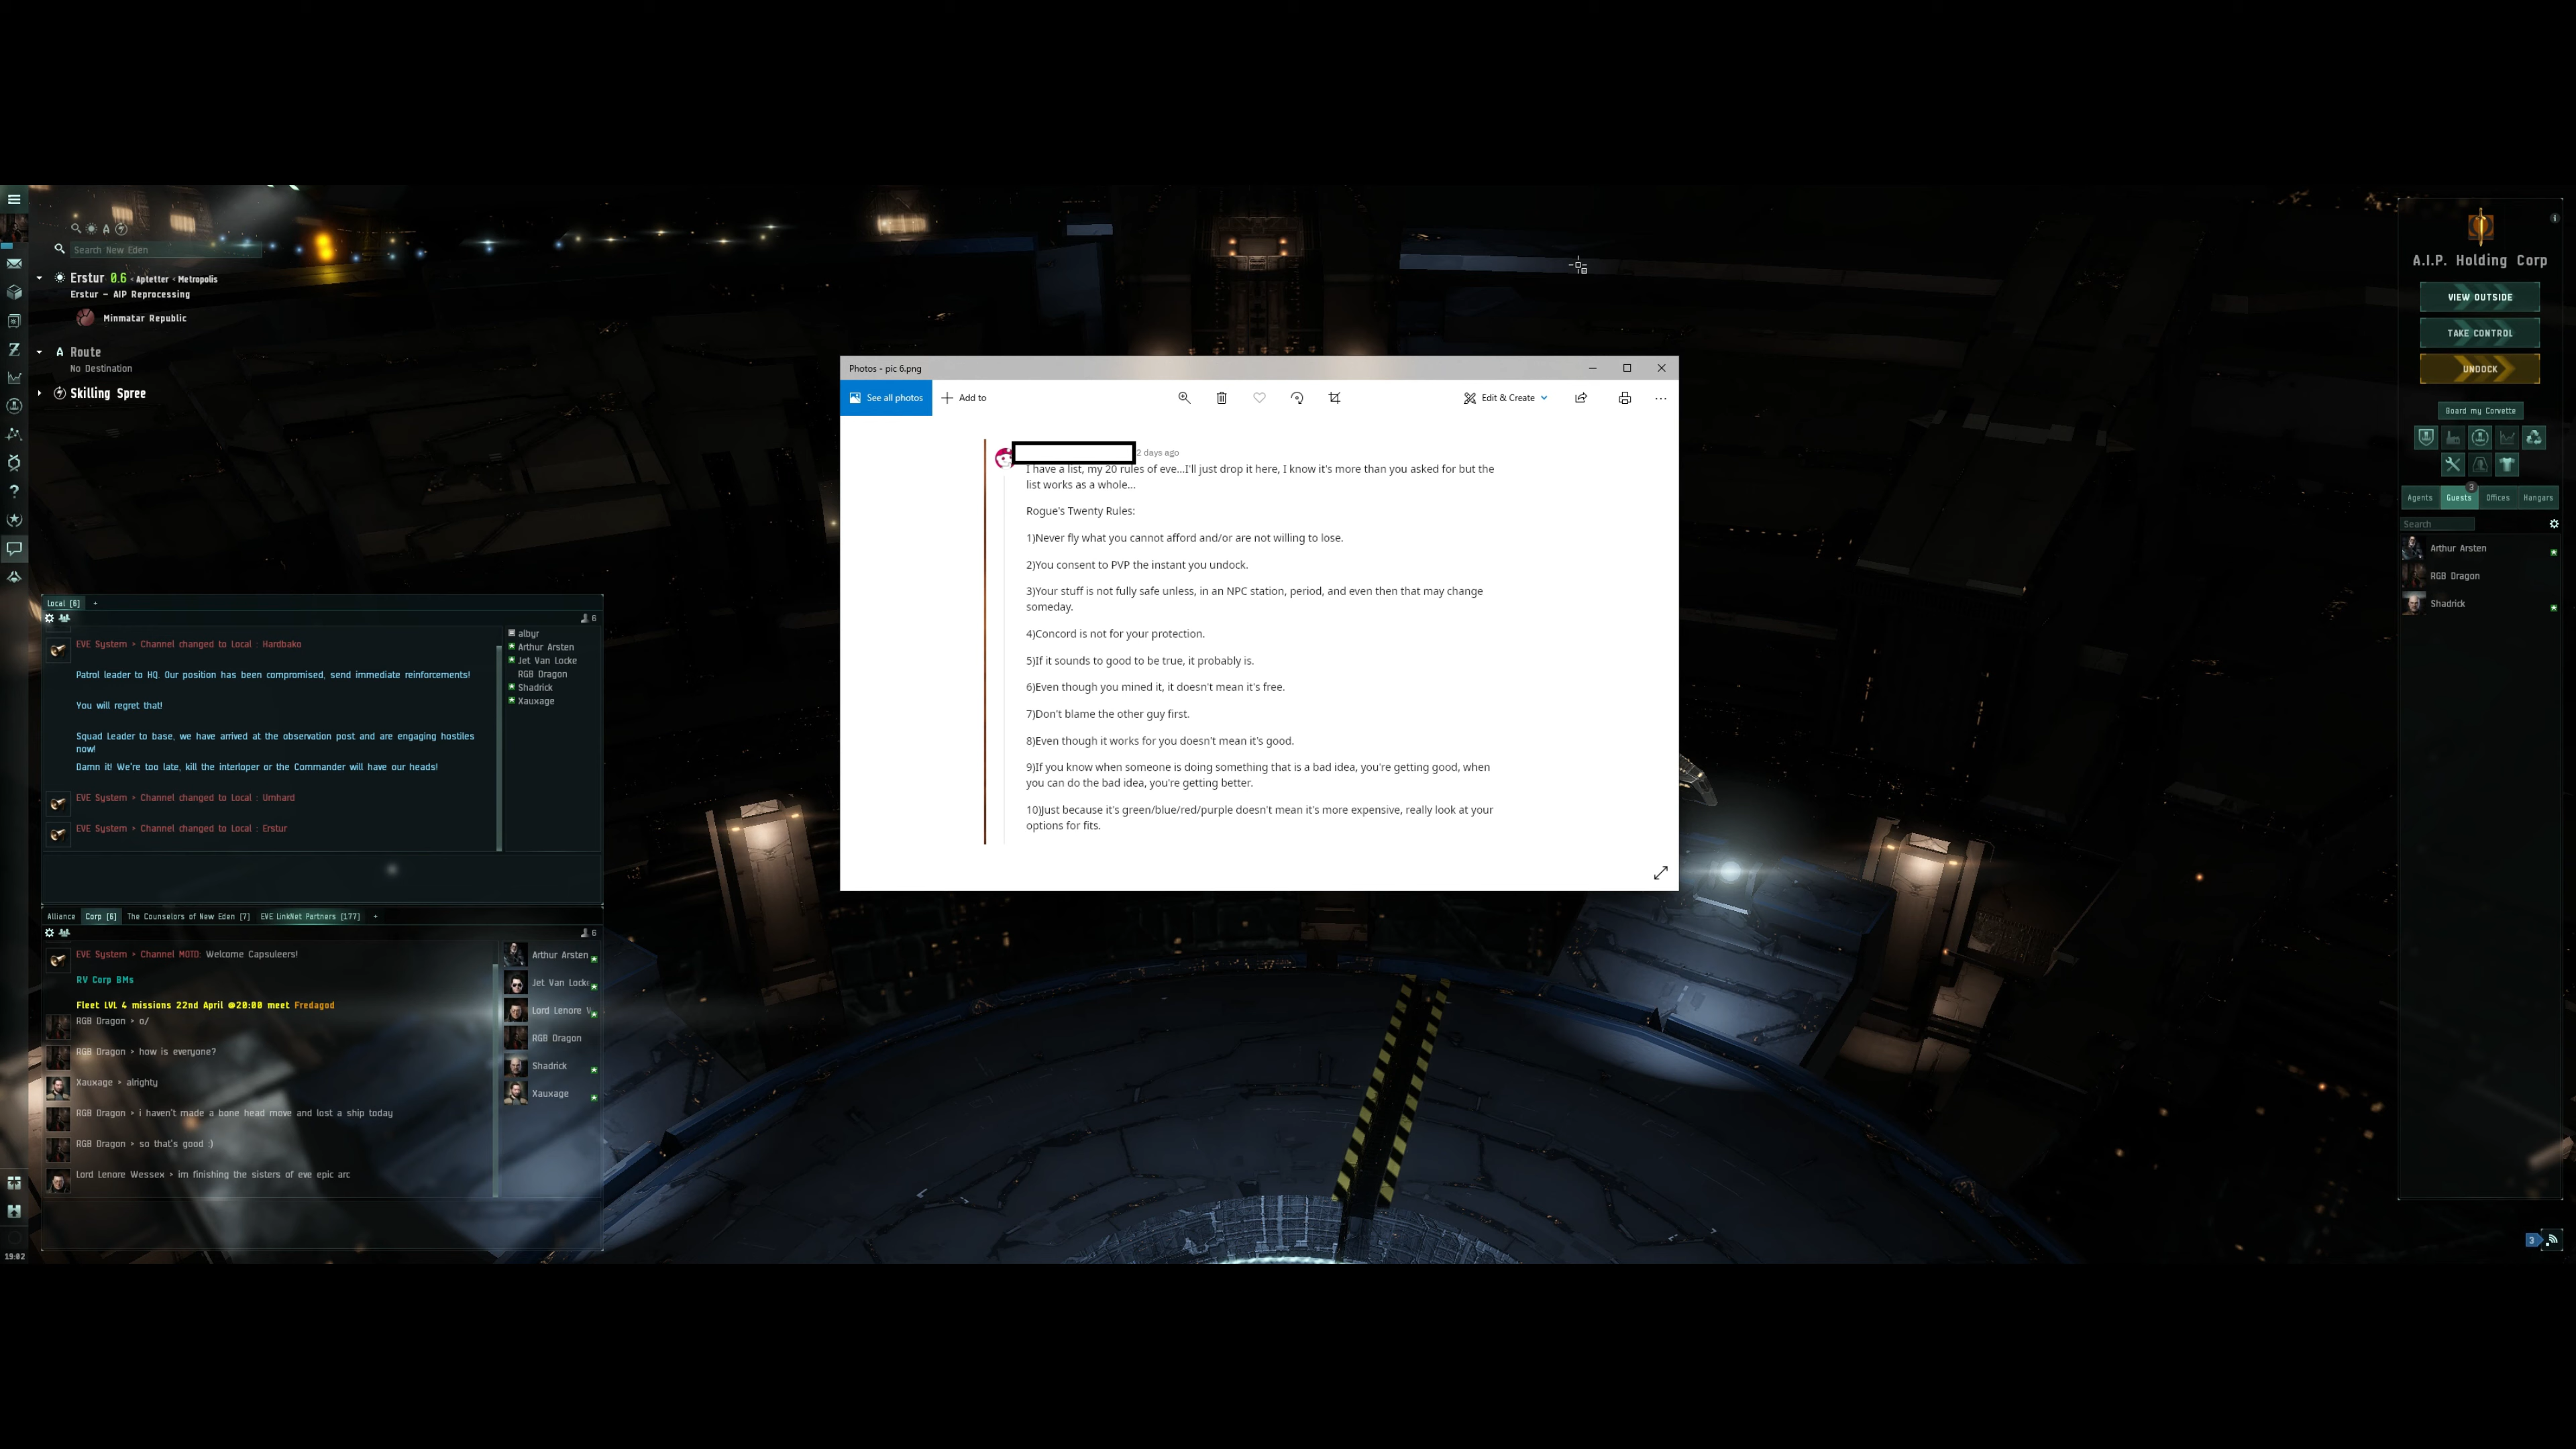 Search New Eden
Erstur 0.6 < Aptetter < Metropolis
Erstur - AIP Reprocessing
Minmatar Republic
A Route
No Destination
Skilling Spree
Local [6]
6
EVE System > Channel changed to Local : Hardbako
Patrol leader to HQ. Our position has been compromised, send immediate reinforcements!
You will regret that!
Squad Leader to base, we have arrived at the observation post and are engaging hostiles
now!
Damn it! We're too late, kill the interloper or the Commander will have our heads!
EVE System > Channel changed to Local : Umhard
EVE System > Channel changed to Local : Erstur
albyr
Arthur Arsten
Jet Van Locke
RGB Dragon
Shadrick
Xauxage
Alliance Corp [6] The Counselors of New Eden [7] EVE LinkNet Partners [177]
6
EVE System > Channel MOTD: Welcome Capsuleers!
RV Corp BMs
Fleet LVL 4 missions 22nd April @20:00 meet Fredagod
RGB Dragon > o/
RGB Dragon > how is everyone?
Xauxage > alrighty
RGB Dragon > i haven't made a bone head move and lost a ship today
RGB Dragon > so that's good :)
Lord Lenore Wessex > im finishing the sisters of eve epic arc
Arthur Arsten
Jet Van Locke
Lord Lenore W
RGB Dragon
Shadrick
Xauxage
19:02
Photos - pic 6.png
See all photos
Add to
Edit & Create
2 days ago
I have a list, my 20 rules of eve...I'll just drop it here, I know it's more than you asked for but the
list works as a whole...
Rogue's Twenty Rules:
1)Never fly what you cannot afford and/or are not willing to lose.
2)You consent to PVP the instant you undock.
3)Your stuff is not fully safe unless, in an NPC station, period, and even then that may change
someday.
4)Concord is not for your protection.
5)If it sounds to good to be true, it probably is.
6)Even though you mined it, it doesn't mean it's free.
7)Don't blame the other guy first.
8)Even though it works for you doesn't mean it's good.
9)If you know when someone is doing something that is a bad idea, you're getting good, when
you can do the bad idea, you're getting better.
10)Just because it's green/blue/red/purple doesn't mean it's more expensive, really look at your
options for fits.
A.I.P. Holding Corp
VIEW OUTSIDE
TAKE CONTROL
UNDOCK
Board my Corvette
3
Agents Guests Offices Hangars
Search
Arthur Arsten
RGB Dragon
Shadrick
3